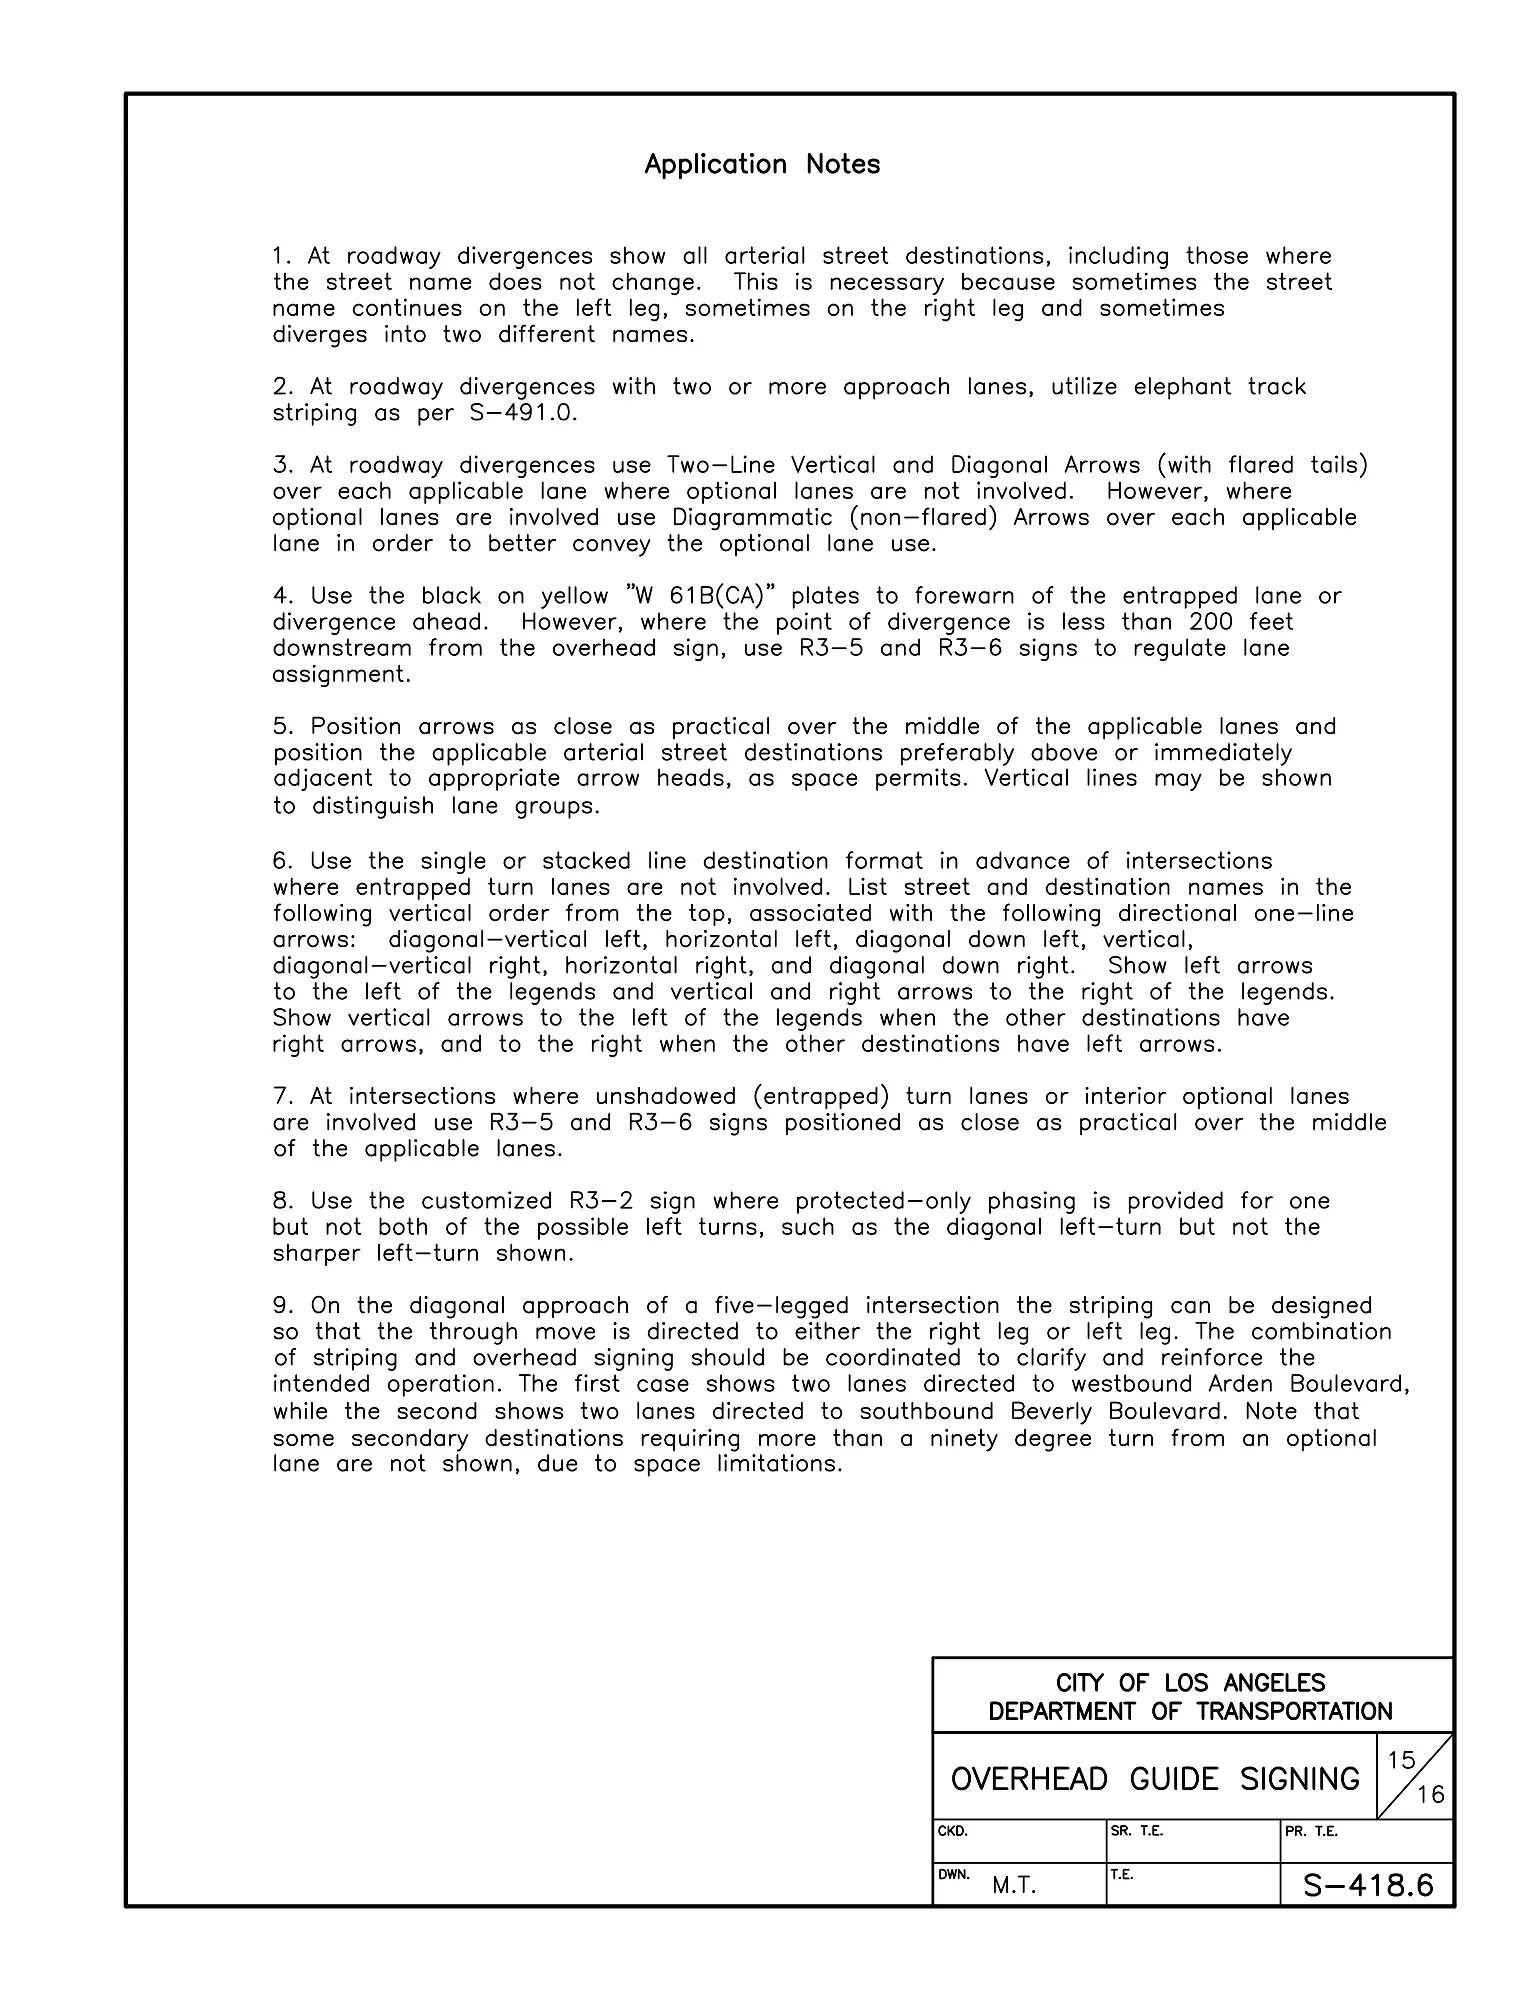 Application Notes
1. At roadway divergences show all arterial street destinations, including those where
the street name does not change. This is necessary because sometimes the street
name continues on the left leg, sometimes on the right leg and sometimes
diverges into two different names.
2. At roadway divergences with two or more approach lanes, utilize elephant track
striping as per S-491.0.
3. At roadway divergences use Two-Line Vertical and Diagonal Arrows (with flared tails)
over each applicable lane where optional lanes are not involved. However, where
optional lanes are involved use Diagrammatic (non-flared) Arrows over each applicable
lane in order to better convey the optional lane use.
4. Use the black on yellow "W 61B(CA)" plates to forewarn of the entrapped lane or
divergence ahead. However, where the point of divergence is less than 200 feet
downstream from the overhead sign, use R3-5 and R3-6 signs to regulate lane
assignment.
5. Position arrows as close as practical over the middle of the applicable lanes and
position the applicable arterial street destinations preferably above or immediately
adjacent to appropriate arrow heads, as space permits. Vertical lines may be shown
to distinguish lane groups.
6. Use the single or stacked line destination format in advance of intersections
where entrapped turn lanes are not involved. List street and destination names in the
following vertical order from the top, associated with the following directional one-line
arrows: diagonal-vertical left, horizontal left, diagonal down left, vertical,
diagonal-vertical right, horizontal right, and diagonal down right. Show left arrows
to the left of the legends and vertical and right arrows to the right of the legends.
Show vertical arrows to the left of the legends when the other destinations have
right arrows, and to the right when the other destinations have left arrows.
7. At intersections where unshadowed (entrapped) turn lanes or interior optional lanes
are involved use R3-5 and R3-6 signs positioned as close as practical over the middle
of the applicable lanes.
8. Use the customized R3-2 sign where protected-only phasing is provided for one
but not both of the possible left turns, such as the diagonal left-turn but not the
sharper left-turn shown.
9. On the diagonal approach of a five-legged intersection the striping can be designed
so that the through move is directed to either the right leg or left leg. The combination
of striping and overhead signing should be coordinated to clarify and reinforce the
intended operation. The first case shows two lanes directed to westbound Arden Boulevard,
while the second shows two lanes directed to southbound Beverly Boulevard. Note that
some secondary destinations requiring more than a ninety degree turn from an optional
lane are not shown, due to space limitations.
CITY OF LOS ANGELES
DEPARTMENT OF TRANSPORTATION
OVERHEAD GUIDE SIGNING 15/16
CKD. SR. T.E. PR. T.E.
DWN. M.T. T.E. S-418.6